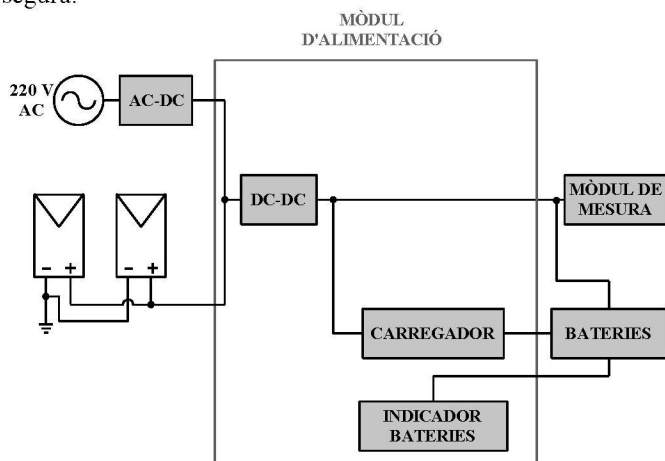 segura.
MÒDUL
D'ALIMENTACIÓ
220 V
AC
AC-DC
DC-DC
MÒDUL DE
MESURA
- +
- +
CARREGADOR
BATERIES
INDICADOR
BATERIES